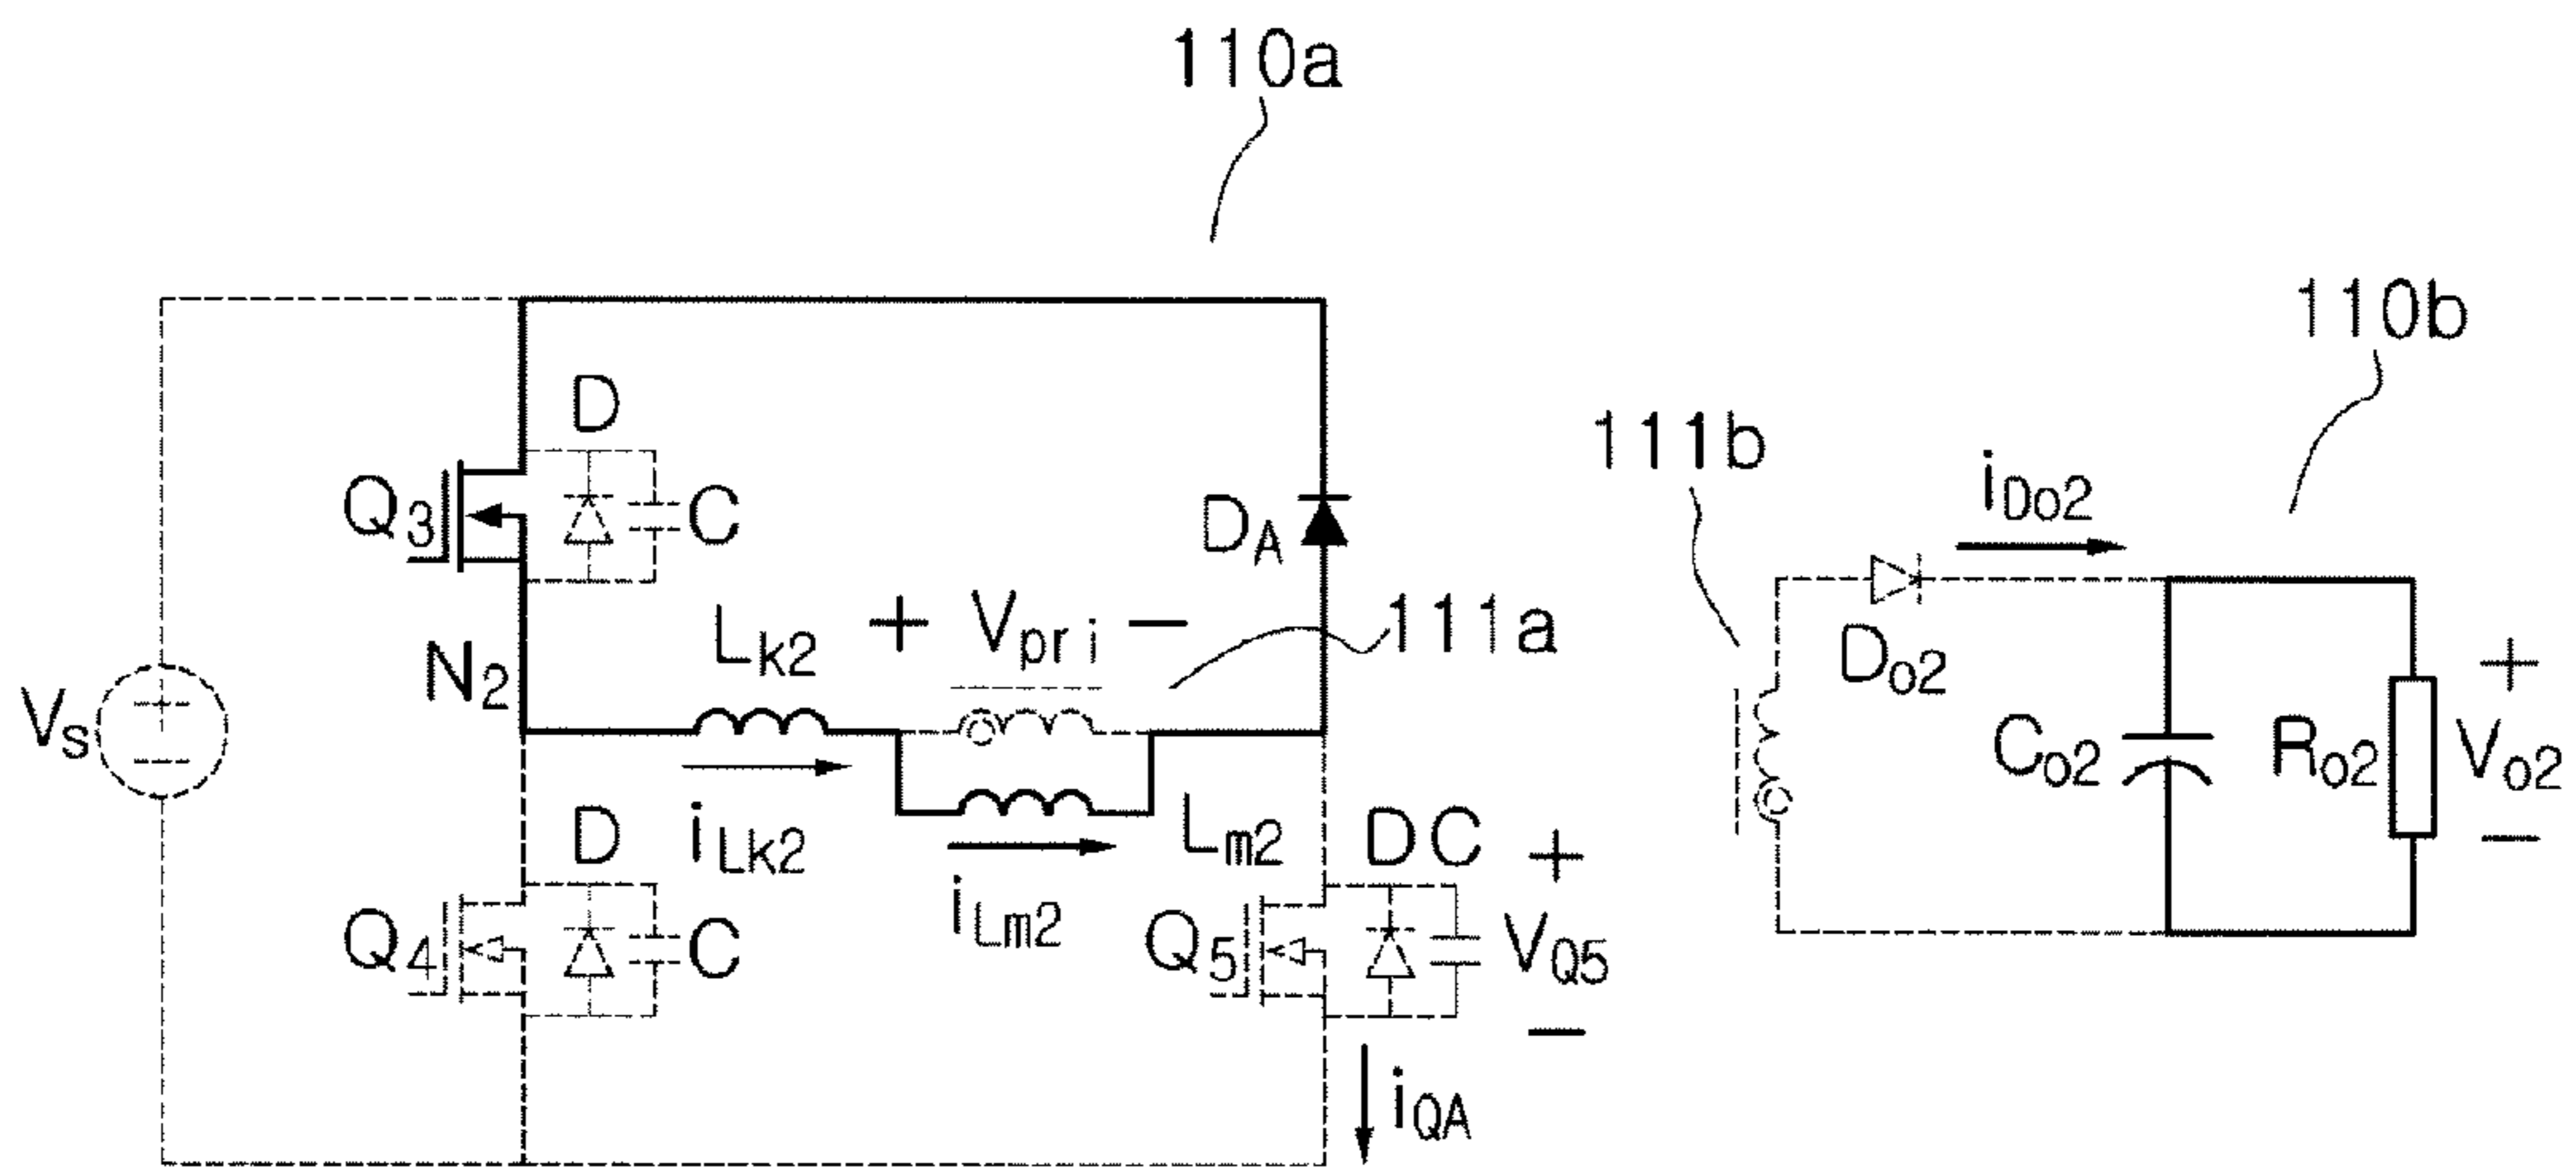 110a
110b
D
111b
iDo2
Q3
C
DA
Lk2
+ Vpri −
111a
N2
Do2
+
Vs
Co2
Ro2
Vo2
−
iLk2
Lm2
D
D C
+
iLm2
Q4
C
Q5
VQ5
−
iQA